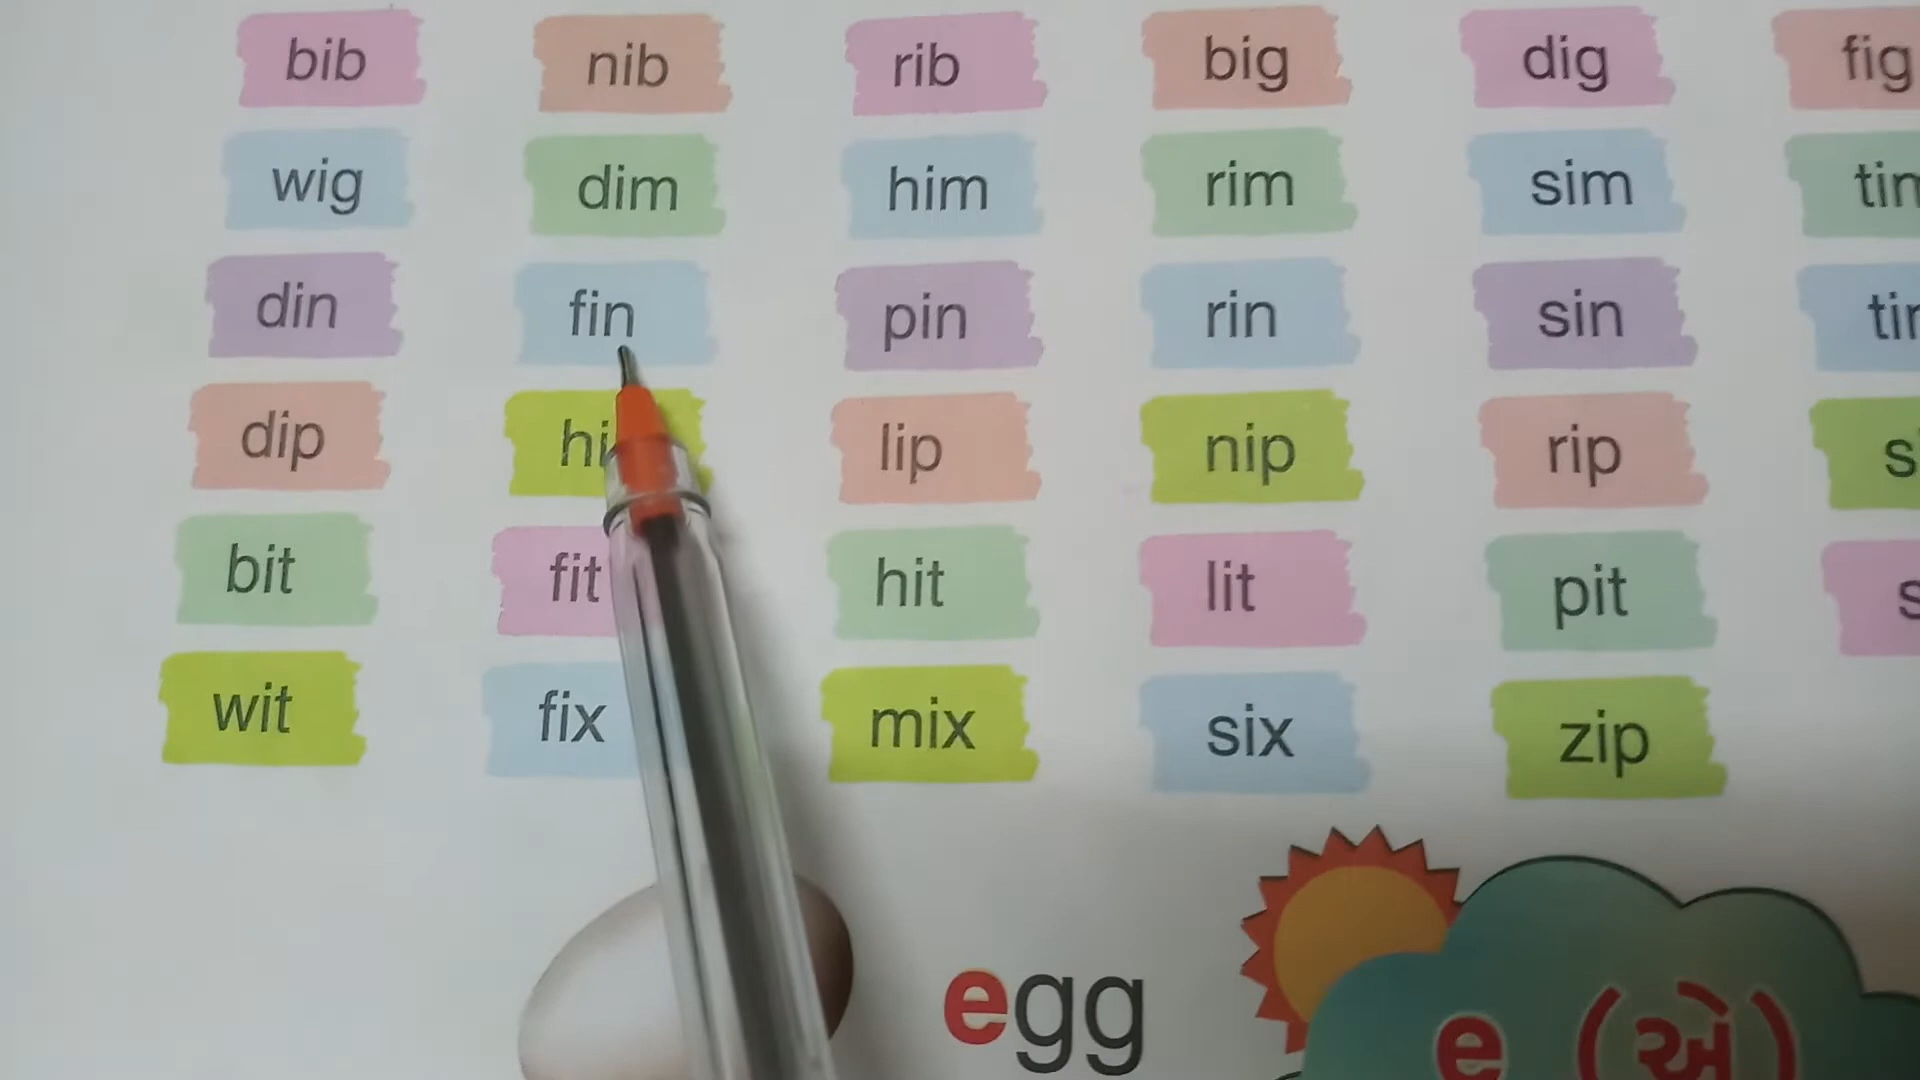 bib nib rib big dig fig
wig dim him rim sim
din fin pin rin sin
dip lip nip rip
bit fit hit lit pit
wit fix mix six zip
egg
e (એ)